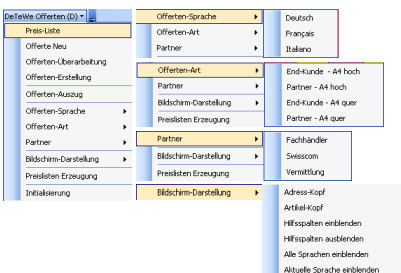 DeTeWe Offerten (D)
Preis-Liste
Offerte Neu
Offerten-Überarbeitung
Offerten-Erstellung
Offerten-Auszug
Offerten-Sprache
Offerten-Art
Partner
Bildschirm-Darstellung
Preislisten Erzeugung
Initialisierung
Offerten-Sprache
Offerten-Art
Partner
Deutsch
Français
Italiano
Offerten-Art
Partner
Bildschirm-Darstellung
Preislisten Erzeugung
End-Kunde - A4 hoch
Partner - A4 hoch
End-Kunde - A4 quer
Partner - A4 quer
Partner
Bildschirm-Darstellung
Preislisten Erzeugung
Fachhändler
Swisscom
Vermittlung
Bildschirm-Darstellung
Adress-Kopf
Artikel-Kopf
Hilfsspalten einblenden
Hilfsspalten ausblenden
Alle Sprachen einblenden
Aktuelle Sprache einblenden